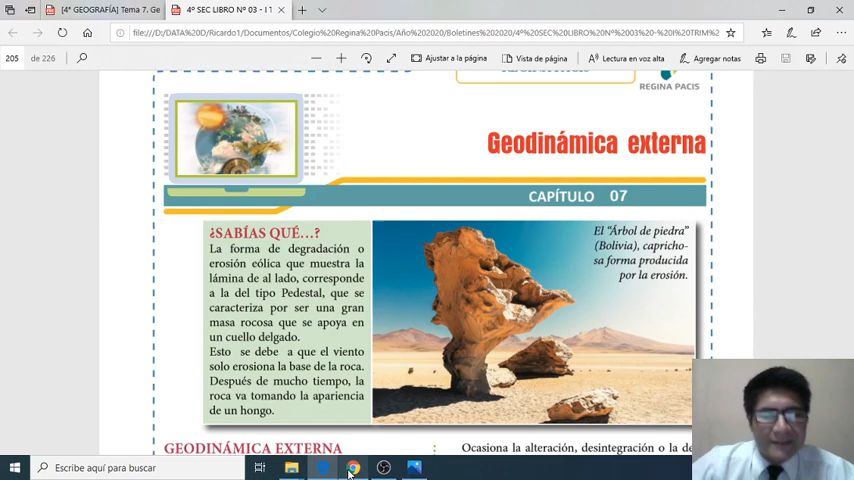 [4° GEOGRAFÍA] Tema 7. Ge
4º SEC LIBRO Nº 03 - I T
file:///D:/DATA%20D/Ricardo1/Documentos/Colegio%20Regina%20Pacis/Año%202020/Boletines%202020/4º%20SEC%20LIBRO%20Nº%2003%20-%20I%20TRIM%2
205
de 226
Ajustar a la página
Vista de página
Lectura en voz alta
Agregar notas
REGINA PACIS
Geodinámica externa
CAPÍTULO 07
¿SABÍAS QUÉ…?
La forma de degradación o
erosión eólica que muestra la
lámina de al lado, corresponde
a la del tipo Pedestal, que se
caracteriza por ser una gran
masa rocosa que se apoya en
un cuello delgado.
Esto se debe a que el viento
solo erosiona la base de la roca.
Después de mucho tiempo, la
roca va tomando la apariencia
de un hongo.
El “Árbol de piedra”
(Bolivia), capricho-
sa forma producida
por la erosión.
GEODINÁMICA EXTERNA
Ocasiona la alteración, desintegración o la de
Escribe aquí para buscar